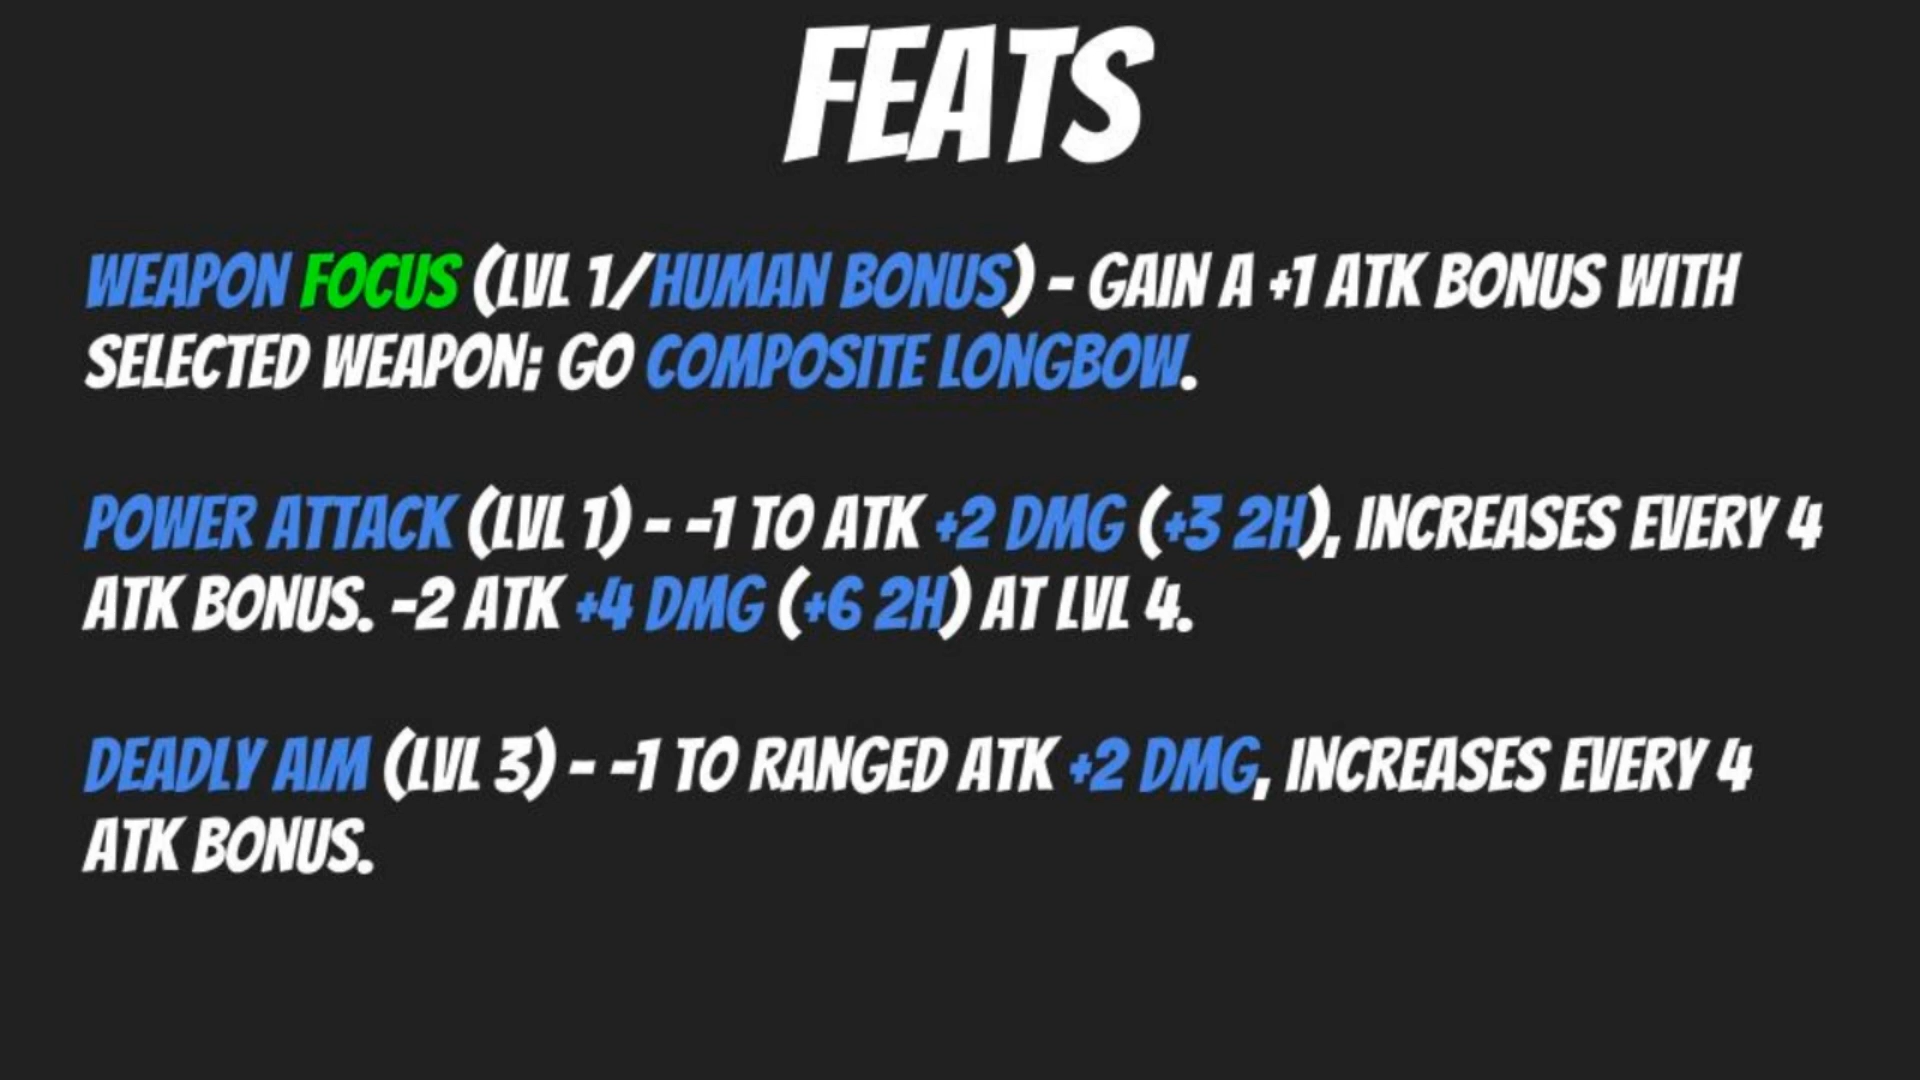 FEATS
WEAPON FOCUS (LVL 1/HUMAN BONUS) - GAIN A +1 ATK BONUS WITH
SELECTED WEAPON; GO COMPOSITE LONGBOW.
POWER ATTACK (LVL 1) - -1 TO ATK +2 DMG (+3 2H), INCREASES EVERY 4
ATK BONUS. -2 ATK +4 DMG (+6 2H) AT LVL 4.
DEADLY AIM (LVL 3) - -1 TO RANGED ATK +2 DMG, INCREASES EVERY 4
ATK BONUS.